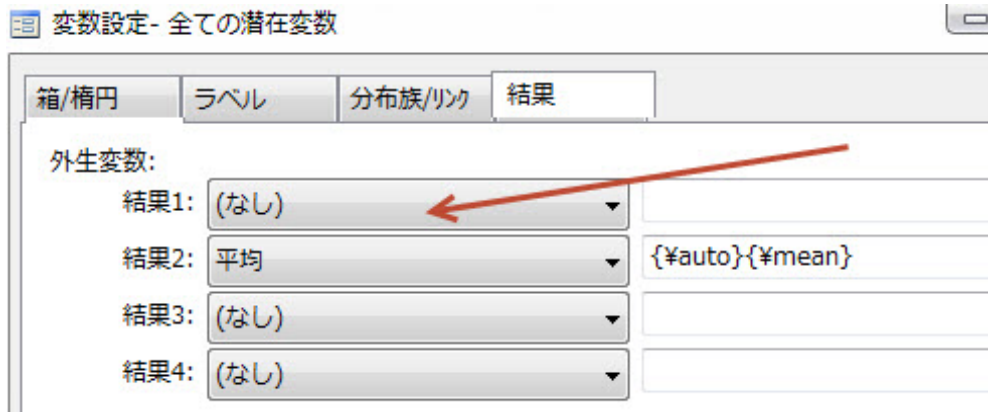 変数設定- 全ての潜在変数
箱/楕円 ラベル 分布族/リンク 結果
外生変数:
結果1: (なし)
結果2: 平均 {¥auto}{¥mean}
結果3: (なし)
結果4: (なし)